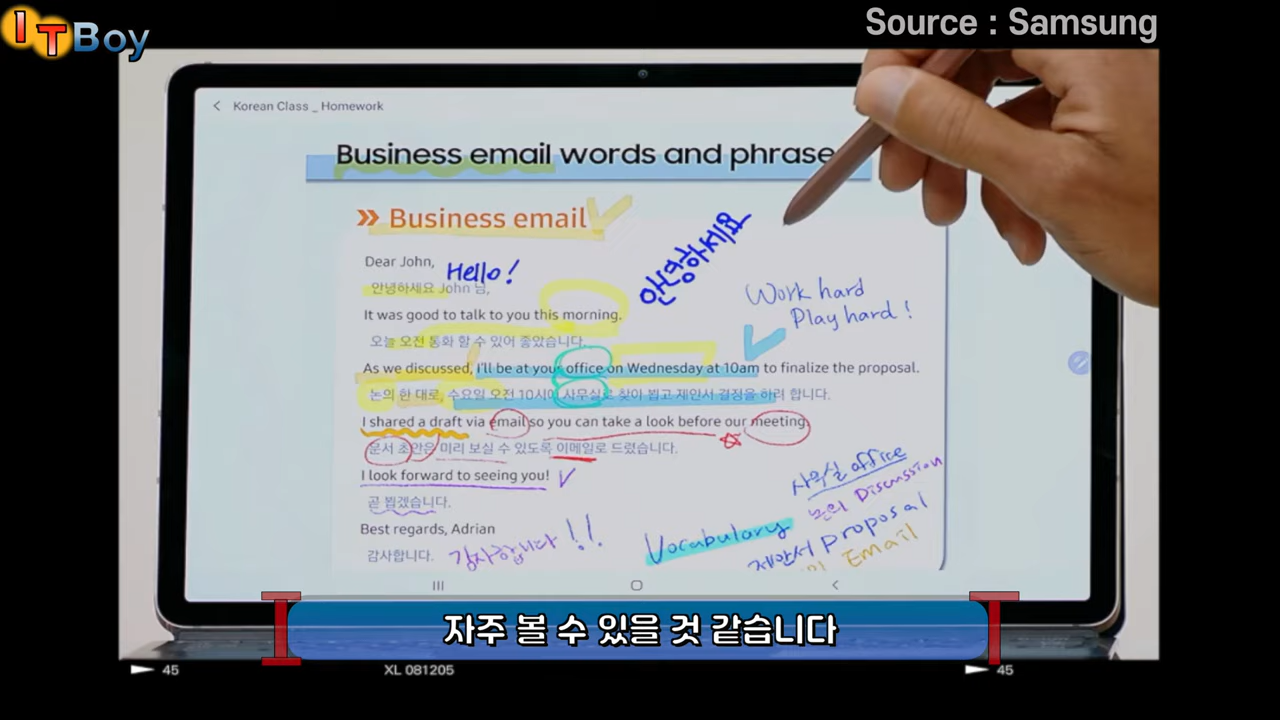 IT Boy
Source : Samsung
Korean Class _ Homework
Business email words and phrase
Business email
안녕하세요
Dear John,
Hello!
안녕하세요 John 님,
Work hard
Play hard!
It was good to talk to you this morning.
오늘 오전 통화 할 수 있어 좋았습니다.
As we discussed, I'll be at your office on Wednesday at 10am to finalize the proposal.
논의 한 대로, 수요일 오전 10시에 사무실로 찾아 뵙고 제안서 결정을 하려 합니다.
I shared a draft via email so you can take a look before our meeting.
문서 초안은 미리 보실 수 있도록 이메일로 드렸습니다.
I look forward to seeing you!
사무실 office
곧 뵙겠습니다.
논의 Discussion
Best regards, Adrian
Vocabulary
제안서 proposal
감사합니다.
감사합니다!!
Email
자주 볼 수 있을 것 같습니다
45
XL 081205
45